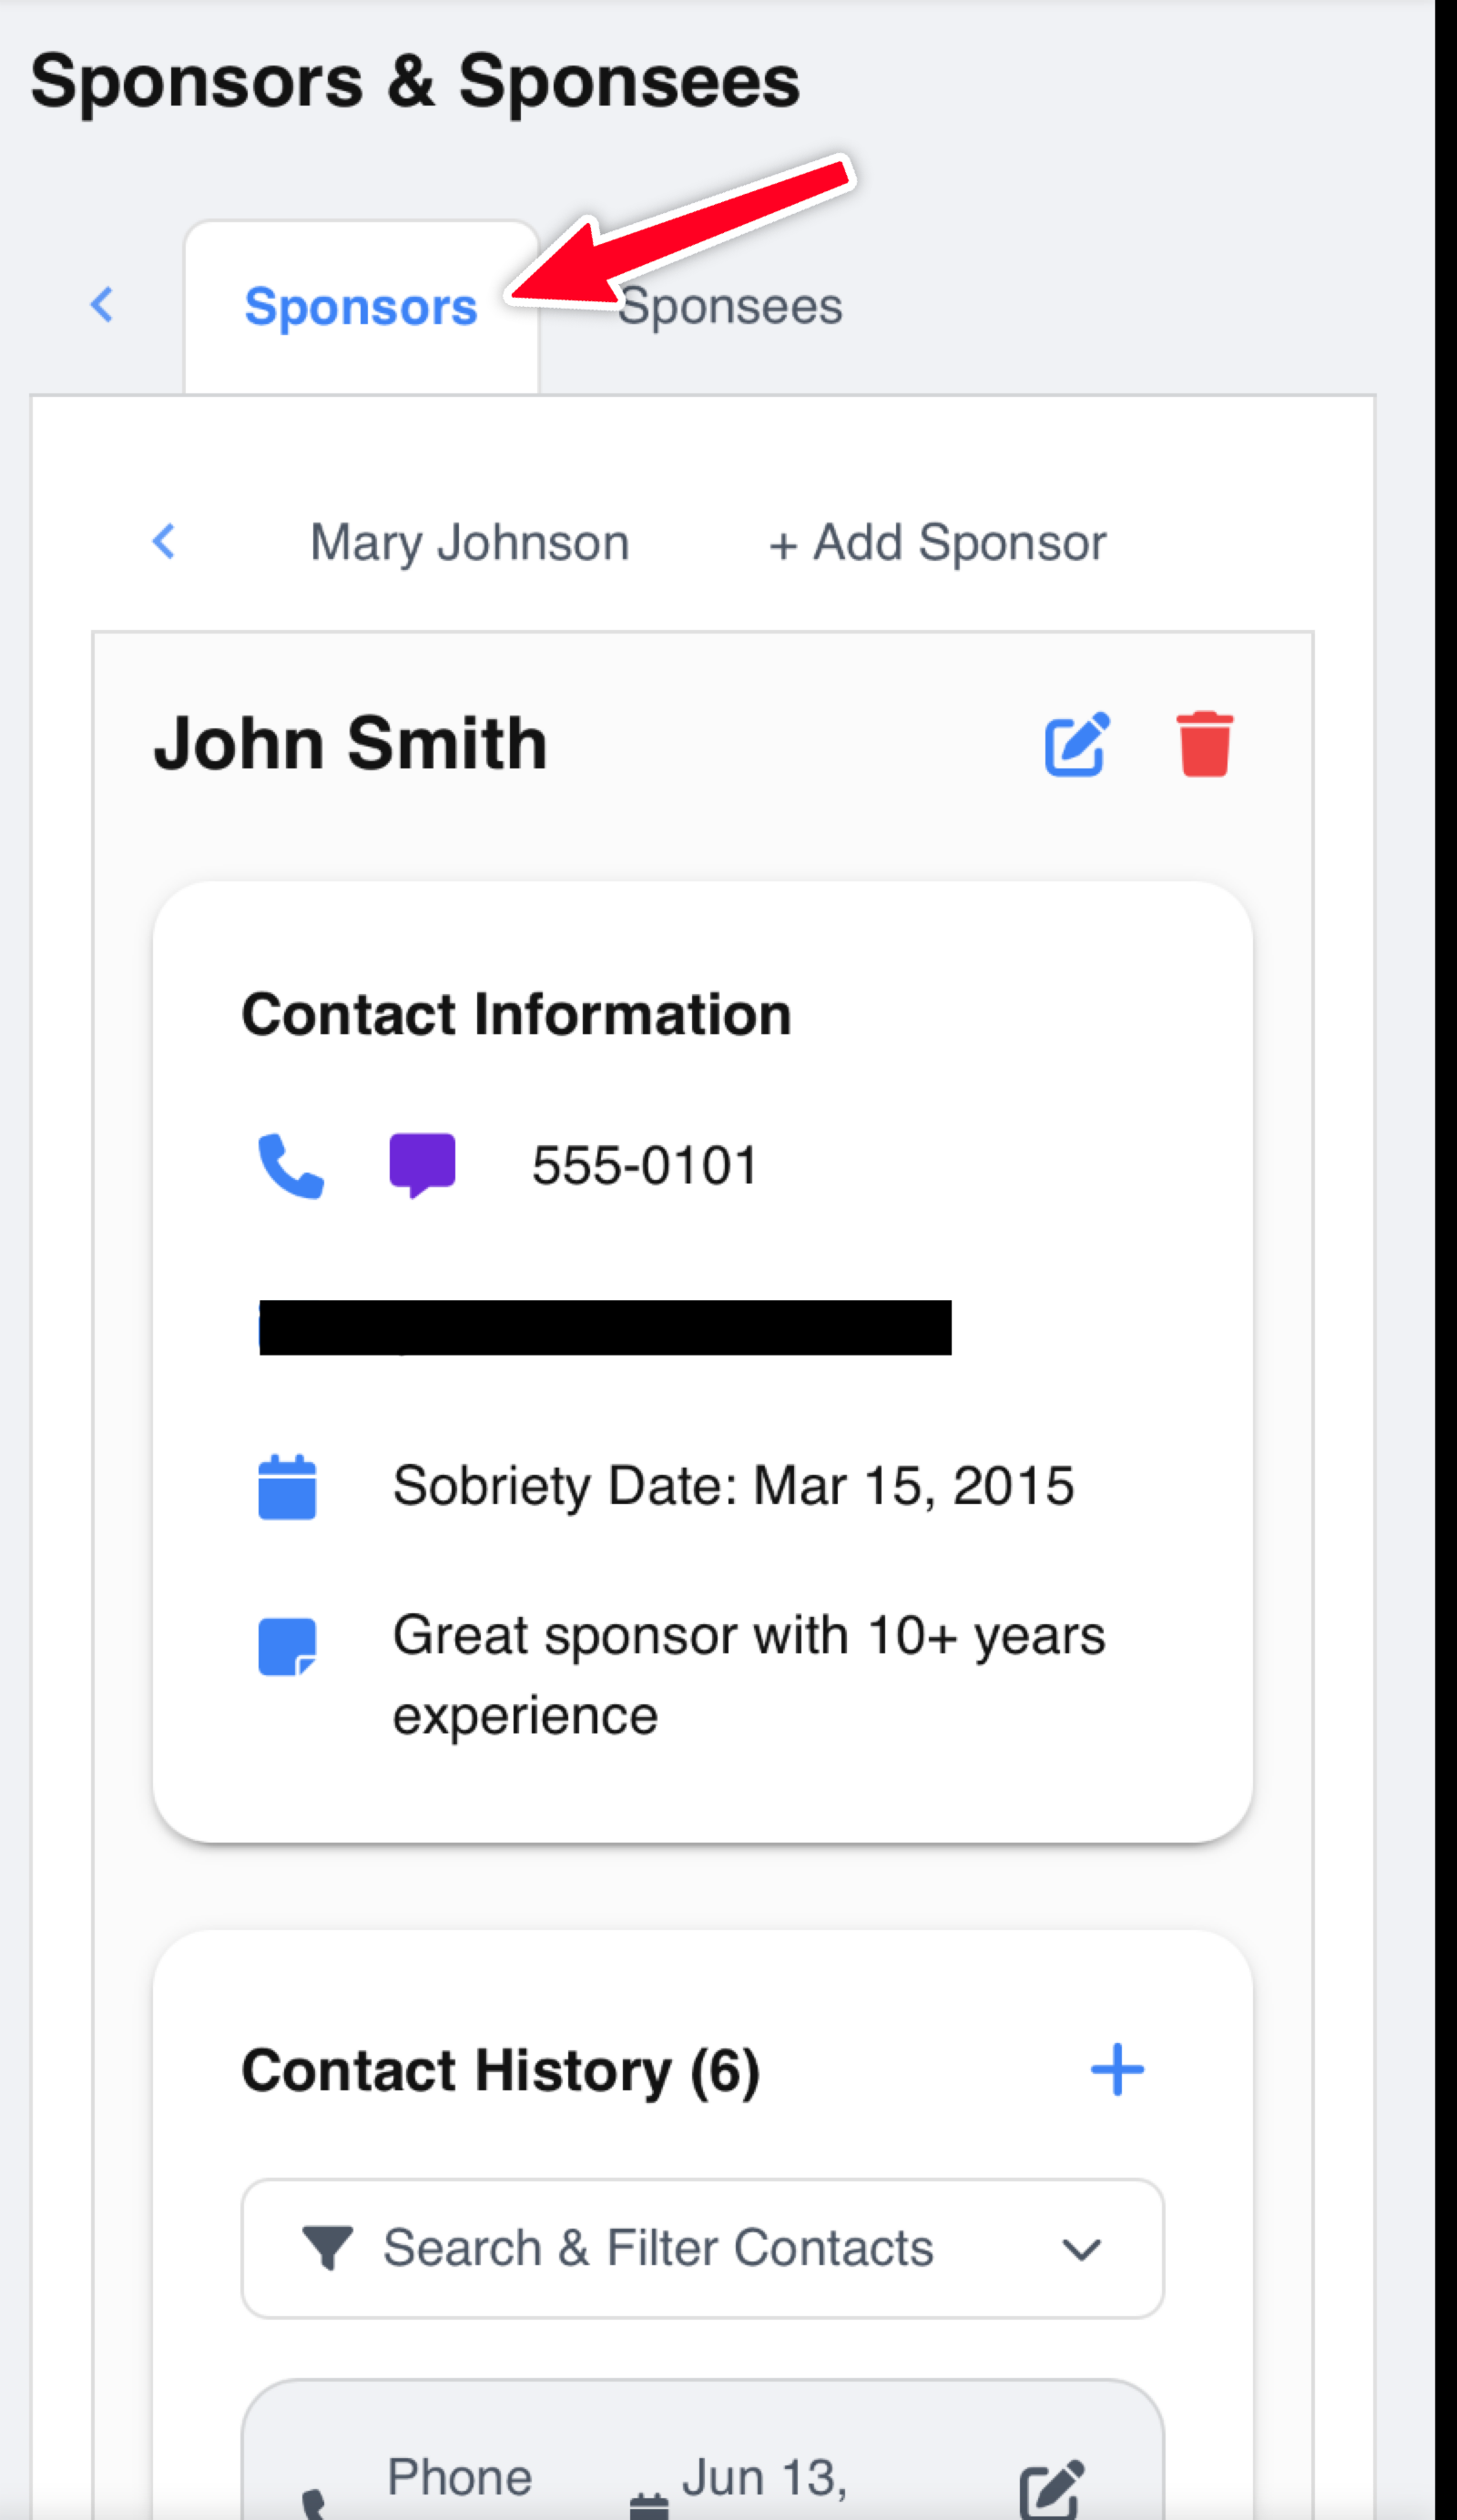 Sponsors & Sponsees
Sponsors
Sponsees
Mary Johnson
+ Add Sponsor
John Smith
Contact Information
555-0101
Sobriety Date: Mar 15, 2015
Great sponsor with 10+ years
experience
Contact History (6)
Search & Filter Contacts
Phone
Jun 13,